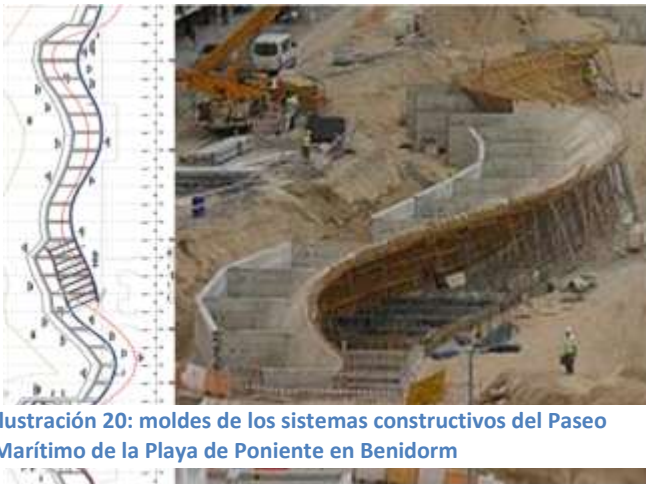 lustración 20: moldes de los sistemas constructivos del Paseo
Marítimo de la Playa de Poniente en Benidorm